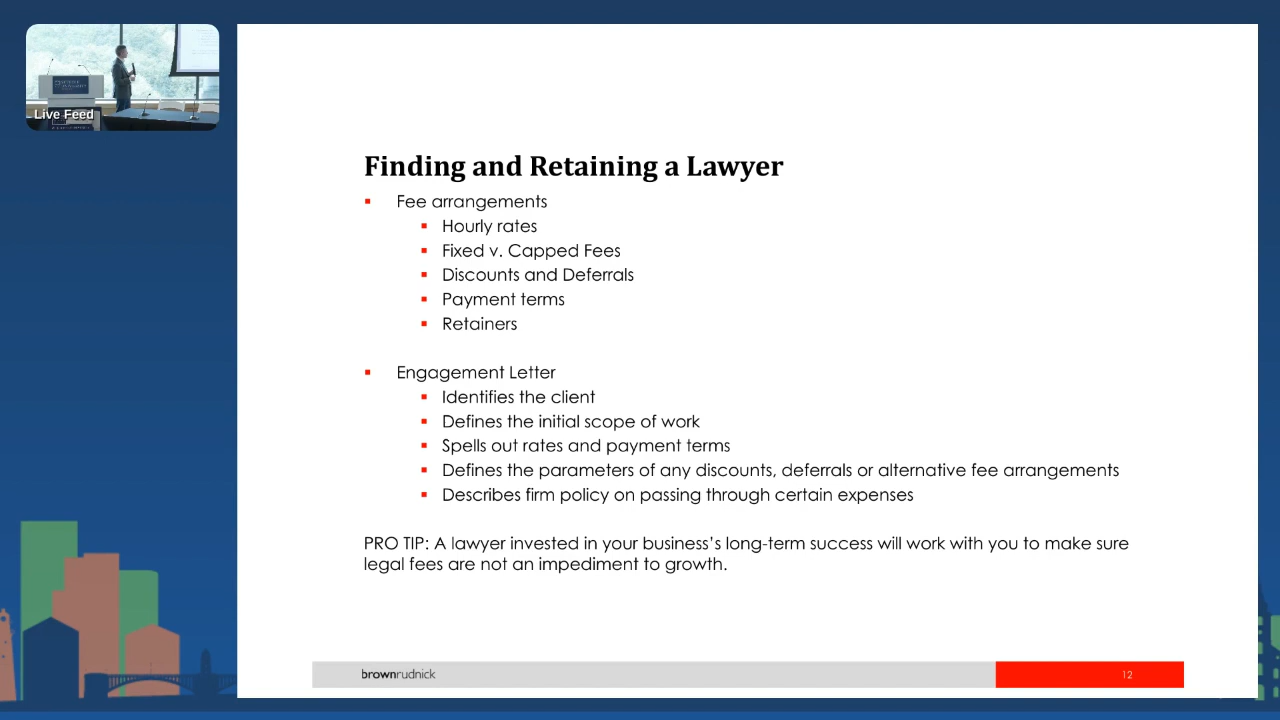 Live Feed
Finding and Retaining a Lawyer
Fee arrangements
Hourly rates
Fixed v. Capped Fees
Discounts and Deferrals
Payment terms
Retainers
Engagement Letter
Identifies the client
Defines the initial scope of work
Spells out rates and payment terms
Defines the parameters of any discounts, deferrals or alternative fee arrangements
Describes firm policy on passing through certain expenses
PRO TIP: A lawyer invested in your business’s long-term success will work with you to make sure
legal fees are not an impediment to growth.
brownrudnick
12